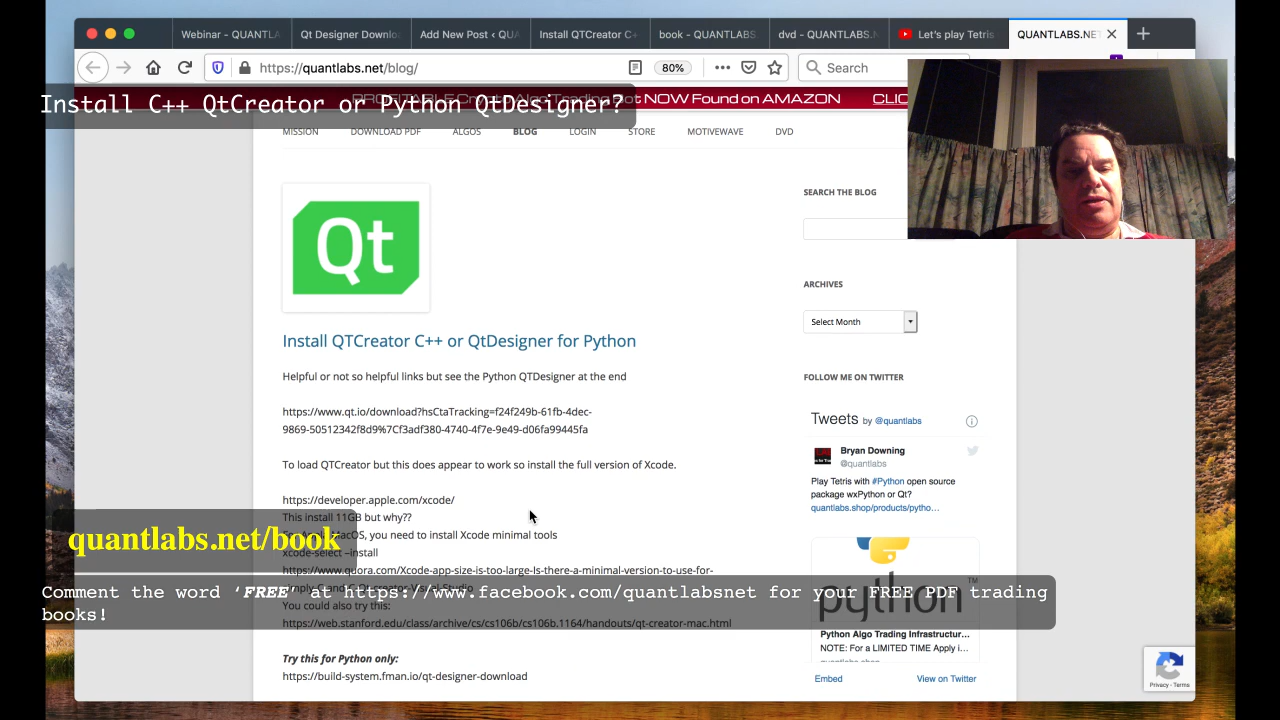 Webinar - QUANTLA
Qt Designer Downlo
Add New Post ‹ QUA
Install QTCreator C+
book - QUANTLABS.
dvd - QUANTLABS.N
Let's play Tetris
QUANTLABS.NE
https://quantlabs.net/blog/
80%
Search
NOW Found on AMAZON
Install C++ QtCreator or Python QtDesigner?
MISSION
DOWNLOAD PDF
ALGOS
BLOG
LOGIN
STORE
MOTIVEWAVE
DVD
Qt
Install QTCreator C++ or QtDesigner for Python
Helpful or not so helpful links but see the Python QTDesigner at the end
https://www.qt.io/download?hsCtaTracking=f24f249b-61fb-4dec-
9869-50512342f8d9%7Cf3adf380-4740-4f7e-9e49-d06fa99445fa
To load QTCreator but this does appear to work so install the full version of Xcode.
https://developer.apple.com/xcode/
This install 11GB but why??
MacOS, you need to install Xcode minimal tools
quantlabs.net/book
xcode-select –install
https://www.quora.com/Xcode-app-size-is-too-large-Is-there-a-minimal-version-to-use-for-
Comment the word 'FREE' at https://www.facebook.com/quantlabsnet for your FREE PDF trading
books!
You could also try this:
https://web.stanford.edu/class/archive/cs/cs106b/cs106b.1164/handouts/qt-creator-mac.html
Try this for Python only:
https://build-system.fman.io/qt-designer-download
SEARCH THE BLOG
ARCHIVES
Select Month
FOLLOW ME ON TWITTER
Tweets by @quantlabs
Bryan Downing
@quantlabs
Play Tetris with #Python open source
package wxPython or Qt?
quantlabs.shop/products/pytho…
python
TM
Python Algo Trading Infrastructur...
NOTE: For a LIMITED TIME Apply i…
quantlabs.shop
Embed
View on Twitter
Privacy - Terms